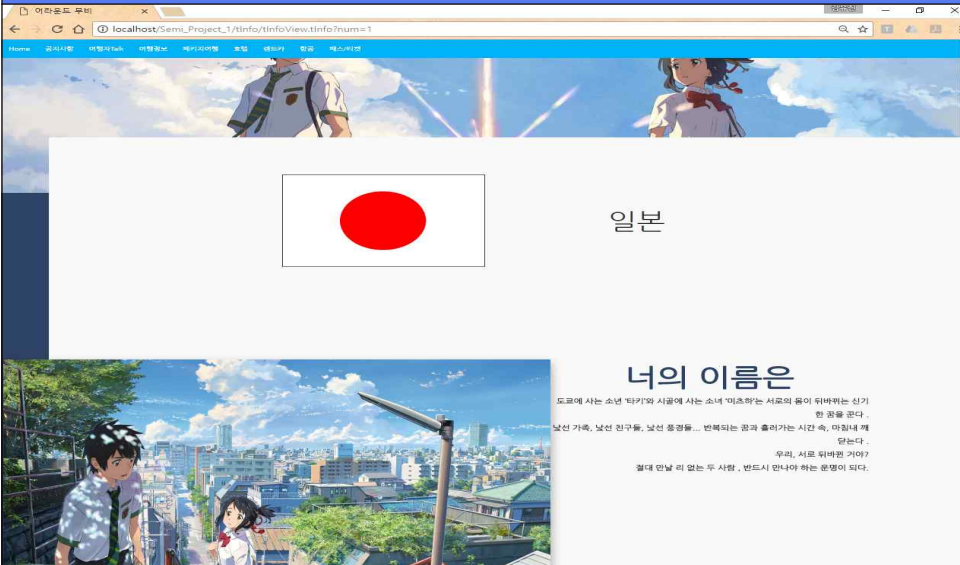 어라운드 무비
localhost/Semi_Project_1/tInfo/tInfoView.tInfo?num=1
Home 공지사항 여행자Talk 여행정보 패키지여행 호텔 렌트카 항공 패스/티켓
일본
너의 이름은
도쿄에 사는 소년 '타키'와 시골에 사는 소녀 '미츠하'는 서로의 몸이 뒤바뀌는 신기
한 꿈을 꾼다 .
낯선 가족, 낯선 친구들, 낯선 풍경들... 반복되는 꿈과 흘러가는 시간 속, 마침내 깨
닫는다 .
우리, 서로 뒤바뀐 거야?
절대 만날 리 없는 두 사람 , 반드시 만나야 하는 운명이 되다.